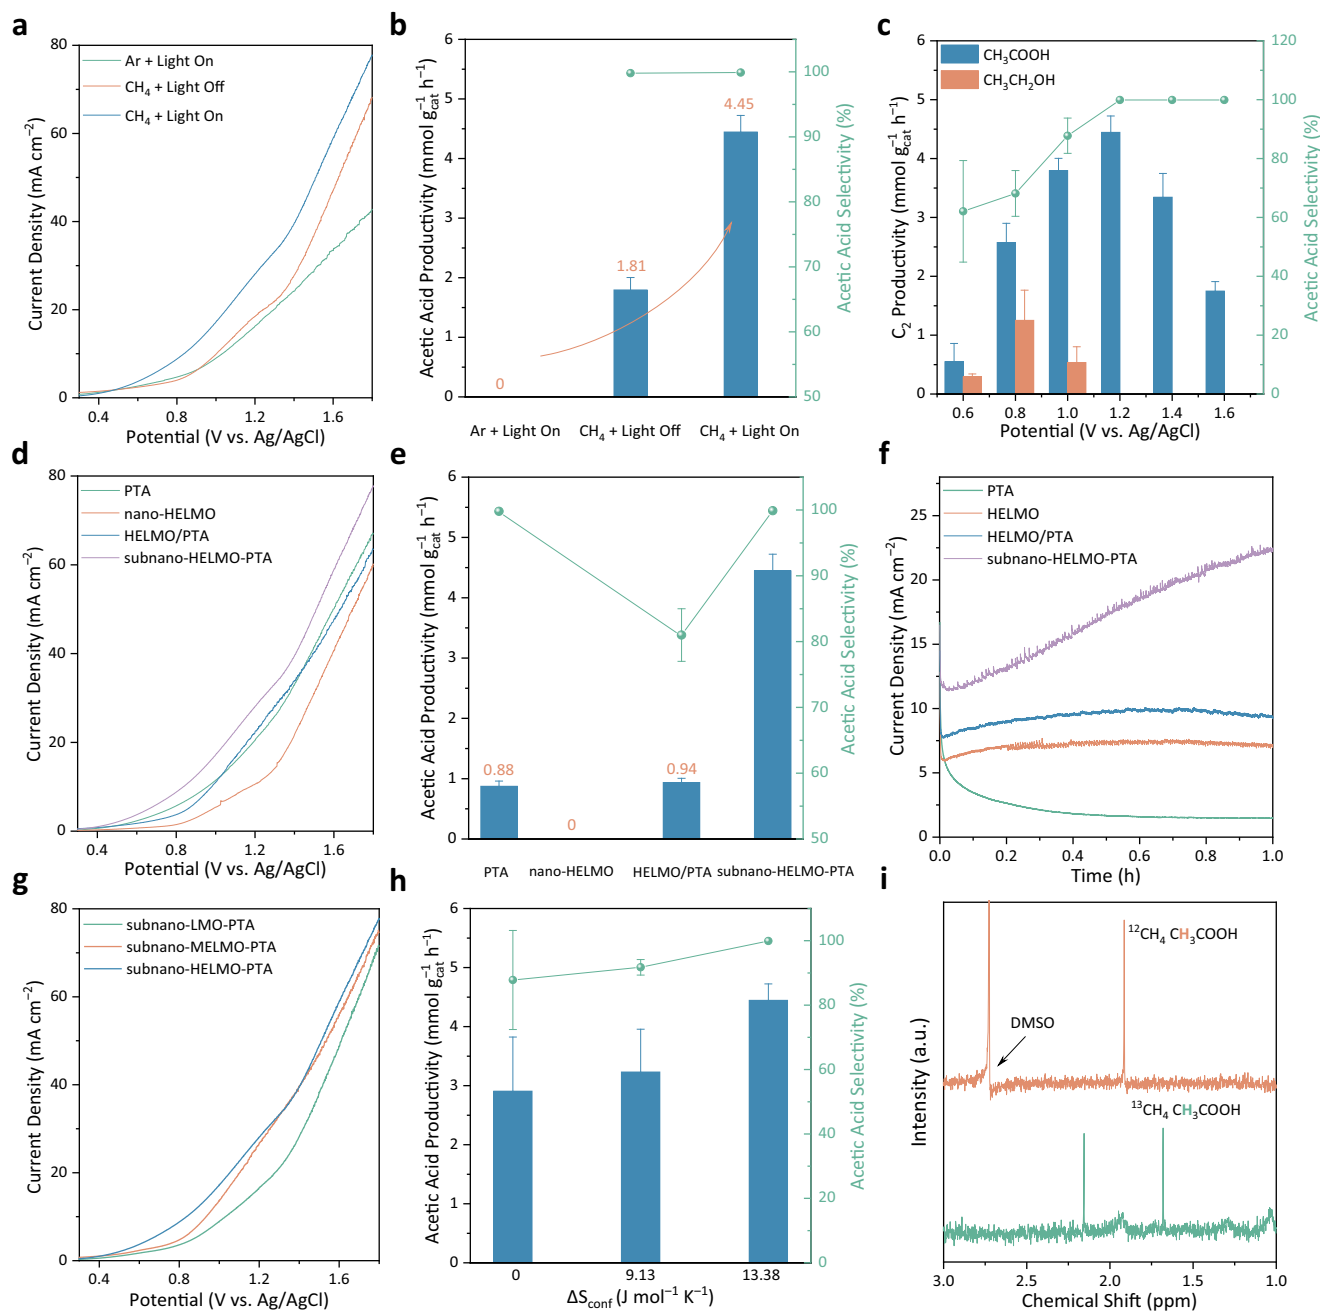 a
80
60
40
20
0
Current Density (mA cm⁻²)
Ar + Light On
CH₄ + Light Off
CH₄ + Light On
0.4 0.8 1.2 1.6
Potential (V vs. Ag/AgCl)
b
6
5
4
3
2
1
0
Acetic Acid Productivity (mmol g⁻¹cat h⁻¹)
0
1.81
4.45
100
90
80
70
60
50
Acetic Acid Selectivity (%)
Ar + Light On CH₄ + Light Off CH₄ + Light On
c
6
5
4
3
2
1
0
C₂ Productivity (mmol g⁻¹cat h⁻¹)
CH₃COOH
CH₃CH₂OH
120
100
80
60
40
20
0
Acetic Acid Selectivity (%)
0.6 0.8 1.0 1.2 1.4 1.6
Potential (V vs. Ag/AgCl)
d
80
60
40
20
0
Current Density (mA cm⁻²)
PTA
nano-HELMO
HELMO/PTA
subnano-HELMO-PTA
0.4 0.8 1.2 1.6
Potential (V vs. Ag/AgCl)
e
6
5
4
3
2
1
0
Acetic Acid Productivity (mmol g⁻¹cat h⁻¹)
0.88
0
0.94
100
90
80
70
60
50
Acetic Acid Selectivity (%)
PTA nano-HELMO HELMO/PTA subnano-HELMO-PTA
f
25
20
15
10
5
0
Current Density (mA cm⁻²)
PTA
HELMO
HELMO/PTA
subnano-HELMO-PTA
0.0 0.2 0.4 0.6 0.8 1.0
Time (h)
g
80
60
40
20
0
Current Density (mA cm⁻²)
subnano-LMO-PTA
subnano-MELMO-PTA
subnano-HELMO-PTA
0.4 0.8 1.2 1.6
Potential (V vs. Ag/AgCl)
h
6
5
4
3
2
1
0
Acetic Acid Productivity (mmol g⁻¹cat h⁻¹)
100
80
60
40
20
0
Acetic Acid Selectivity (%)
0 9.13 13.38
ΔSconf (J mol⁻¹ K⁻¹)
i
Intensity (a.u.)
¹²CH₄ CH₃COOH
DMSO
¹³CH₄ CH₃COOH
3.0 2.5 2.0 1.5 1.0
Chemical Shift (ppm)